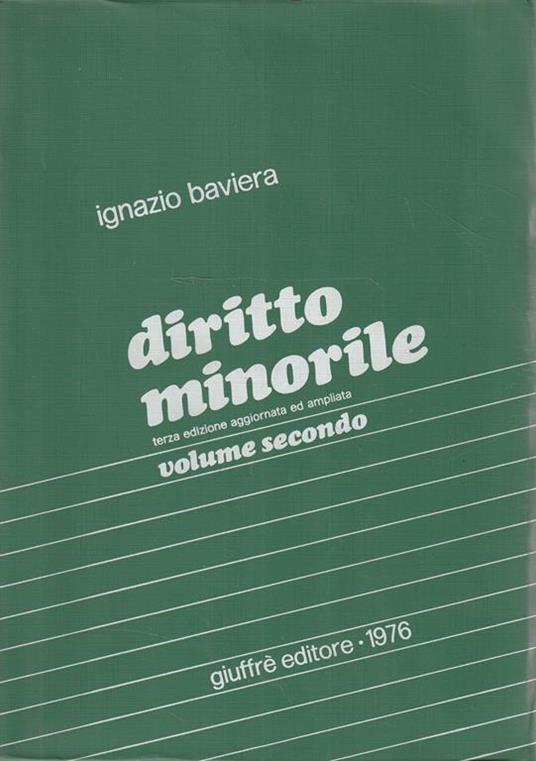 ignazio baviera
diritto
minorile
terza edizione aggiornata ed ampliata
volume secondo
giuffrè editore • 1976